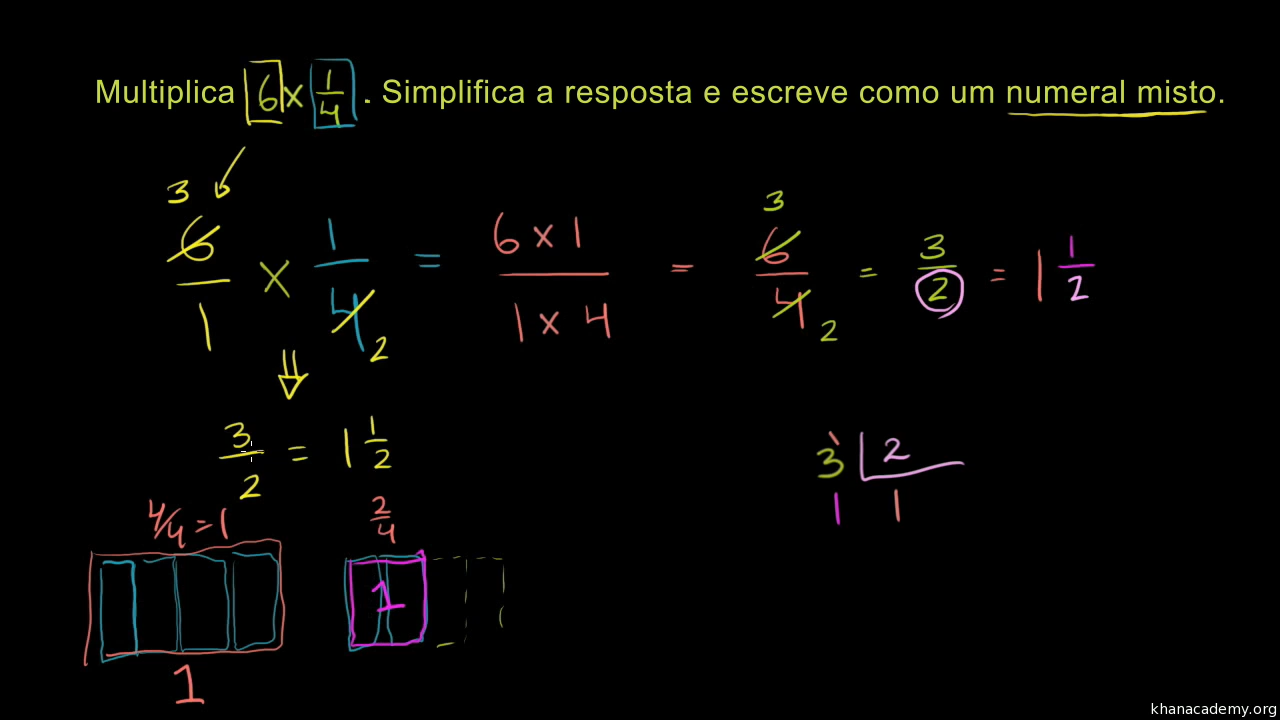 Multiplica 6 x 1/4 . Simplifica a resposta e escreve como um numeral misto.
3
6/1 x 1/4 = (6 x 1)/(1 x 4) = 6/4 = 3/2 = 1 1/2
3
2
2
3/2 = 1 1/2
3 2
1 1
4/4 = 1
2/4
1
1
khanacademy.org